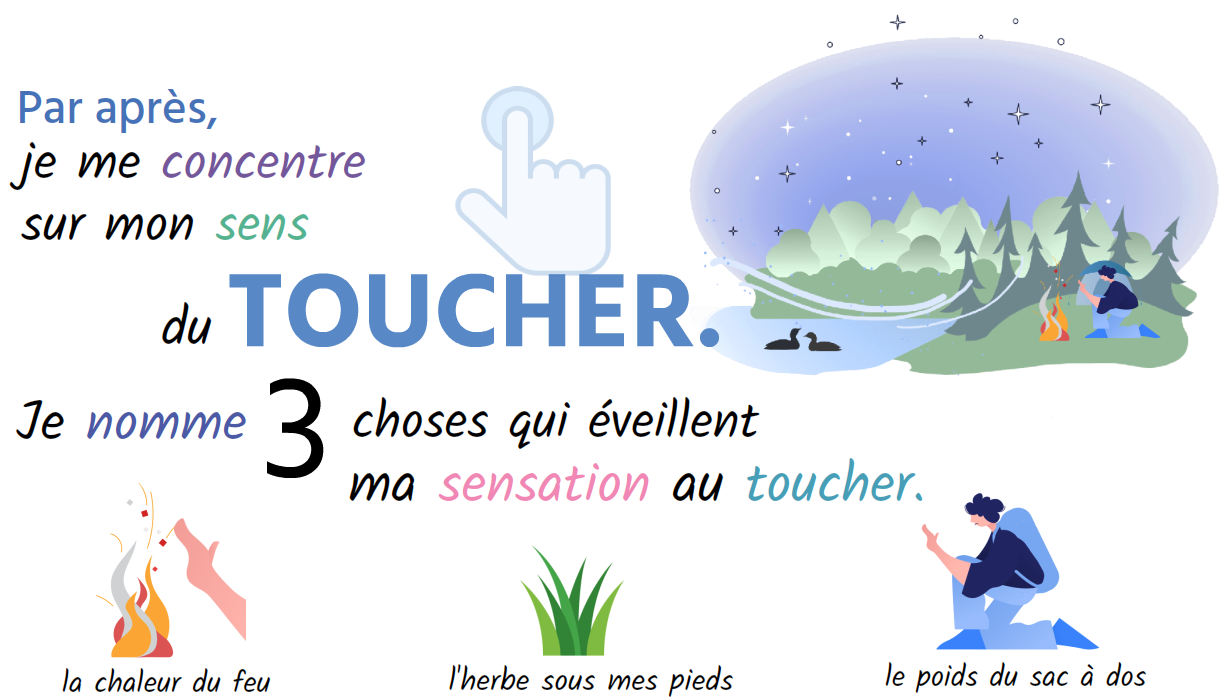 Par après,
je me concentre
sur mon sens
du TOUCHER.
Je nomme 3 choses qui éveillent
ma sensation au toucher.
la chaleur du feu
l'herbe sous mes pieds
le poids du sac à dos